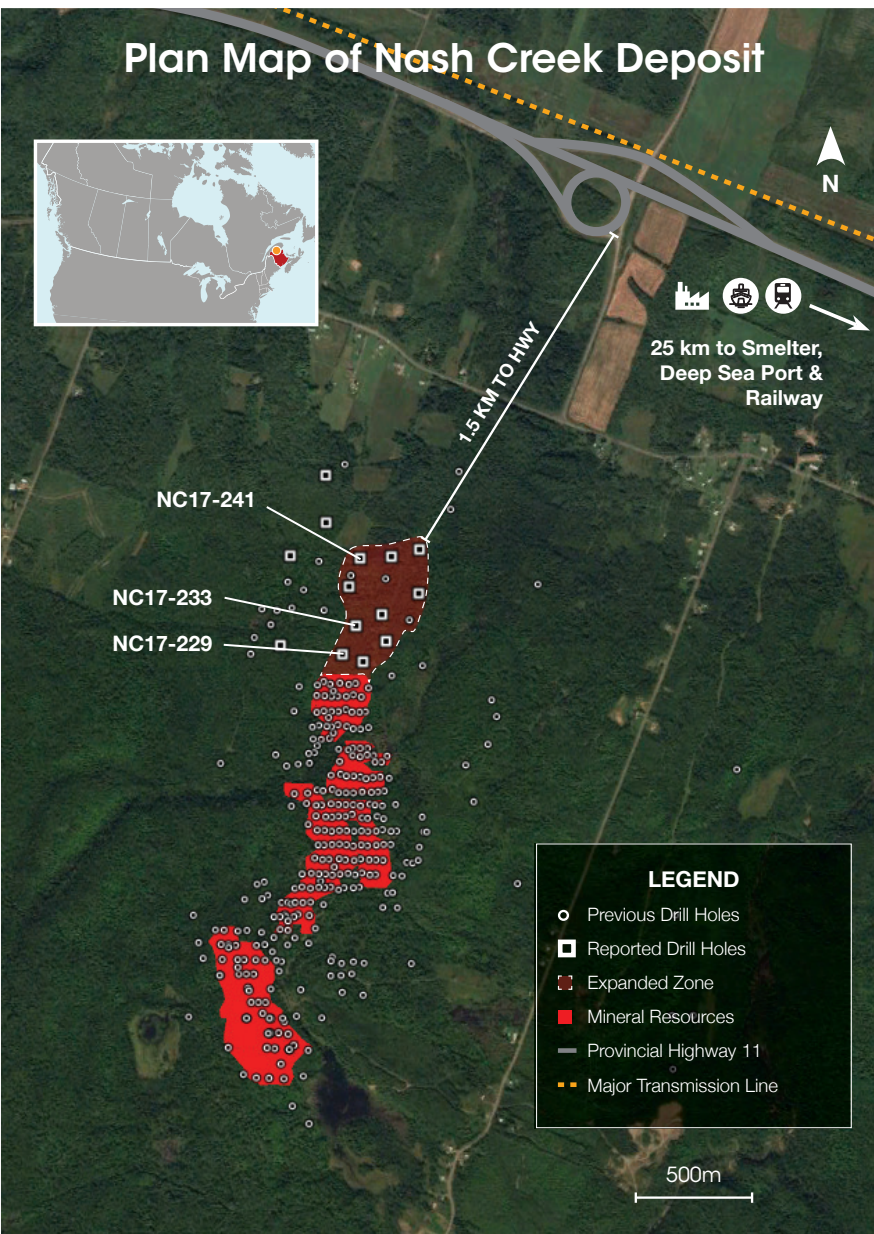 Plan Map of Nash Creek Deposit
N
25 km to Smelter,
Deep Sea Port &
Railway
1.5 KM TO HWY
NC17-241
NC17-233
NC17-229
LEGEND
Previous Drill Holes
Reported Drill Holes
Expanded Zone
Mineral Resources
Provincial Highway 11
Major Transmission Line
500m